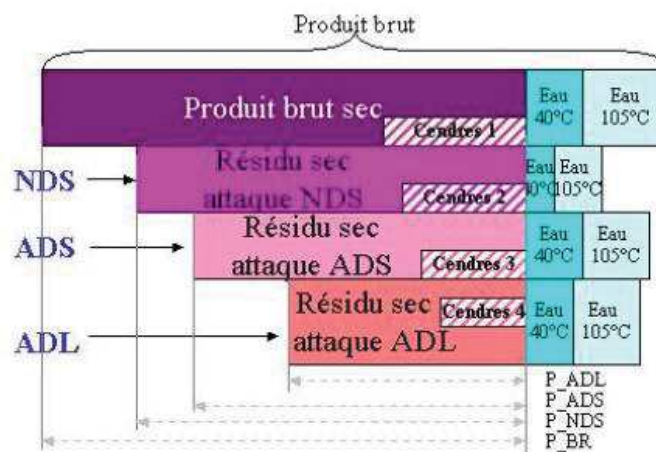 Produit brut
Produit brut sec
Cendres 1
Eau
40°C
Eau
105°C
NDS
Résidu sec
attaque NDS
Cendres 2
Eau
40°C
Eau
105°C
ADS
Résidu sec
attaque ADS
Cendres 3
Eau
40°C
Eau
105°C
ADL
Résidu sec
attaque ADL
Cendres 4
Eau
40°C
Eau
105°C
P_ADL
P_ADS
P_NDS
P_BR